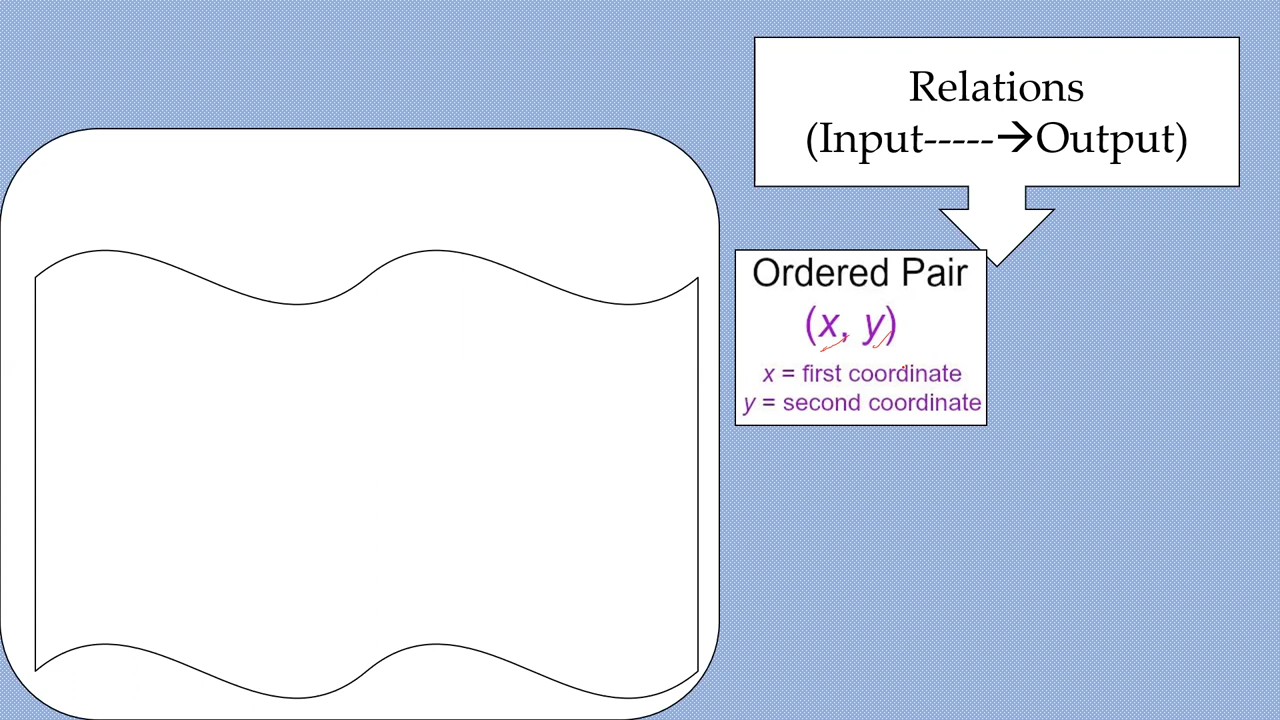 Relations
(Input-----→Output)
Ordered Pair
(x, y)
x = first coordinate
y = second coordinate